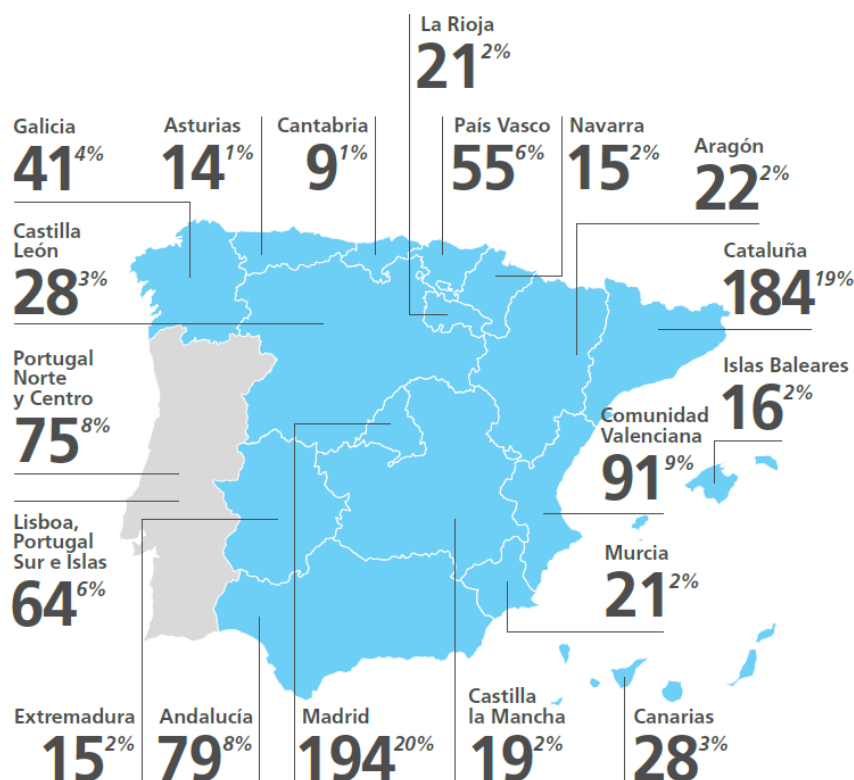 La Rioja
21 2%
Galicia
41 4%
Asturias
14 1%
Cantabria
9 1%
País Vasco
55 6%
Navarra
15 2%
Aragón
22 2%
Castilla
León
28 3%
Cataluña
184 19%
Portugal
Norte
y Centro
75 8%
Islas Baleares
16 2%
Comunidad
Valenciana
91 9%
Lisboa,
Portugal
Sur e Islas
64 6%
Murcia
21 2%
Extremadura
15 2%
Andalucía
79 8%
Madrid
194 20%
Castilla
la Mancha
19 2%
Canarias
28 3%